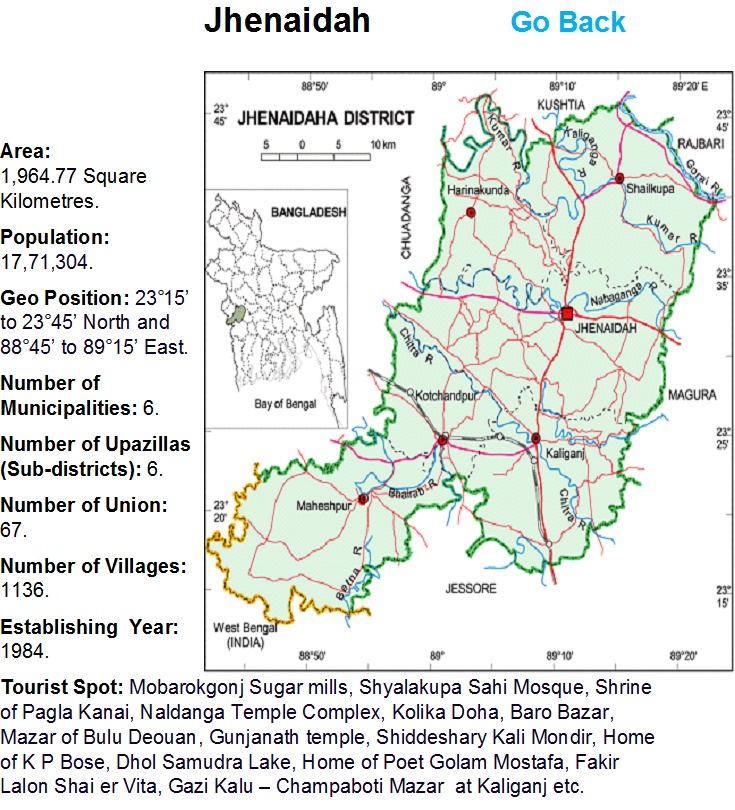 Jhenaidah
Go Back
Area:
1,964.77 Square
Kilometres.
Population:
17,71,304.
Geo Position: 23°15’
to 23°45’ North and
88°45’ to 89°15’ East.
Number of
Municipalities: 6.
Number of Upazillas
(Sub-districts): 6.
Number of Union:
67.
Number of Villages:
1136.
Establishing Year:
1984.
88°50'
89°
89°10'
89°20' E
23°
45'
JHENAIDAHA DISTRICT
5 0 5 10 km
BANGLADESH
Bay of Bengal
KUSHTIA
23°
45'
RAJBARI
Gorai R
Kumar R
Kaliganga R
Harinakunda
Shailkupa
CHUADANGA
Kumar R
23°
35'
Nabaganga R
JHENAIDAH
Chitra R
Kotchandpur
MAGURA
23°
25'
Kaliganj
Bhairab R
Maheshpur
Chitra R
23°
20'
Betna R
JESSORE
23°
15'
West Bengal
(INDIA)
88°50'
89°
89°10'
89°20'
Tourist Spot: Mobarokgonj Sugar mills, Shyalakupa Sahi Mosque, Shrine
of Pagla Kanai, Naldanga Temple Complex, Kolika Doha, Baro Bazar,
Mazar of Bulu Deouan, Gunjanath temple, Shiddeshary Kali Mondir, Home
of K P Bose, Dhol Samudra Lake, Home of Poet Golam Mostafa, Fakir
Lalon Shai er Vita, Gazi Kalu – Champaboti Mazar at Kaliganj etc.